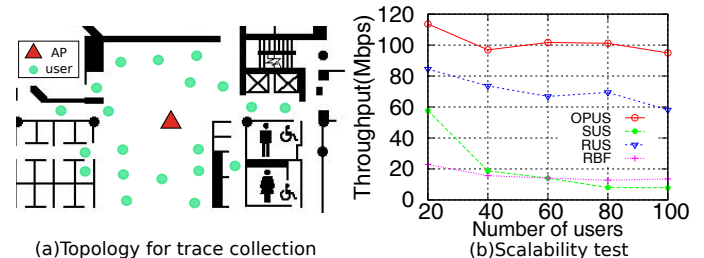 AP
user
(a)Topology for trace collection
Throughput(Mbps)
120
100
80
60
40
20
0
OPUS
SUS
RUS
RBF
20 40 60 80 100
Number of users
(b)Scalability test